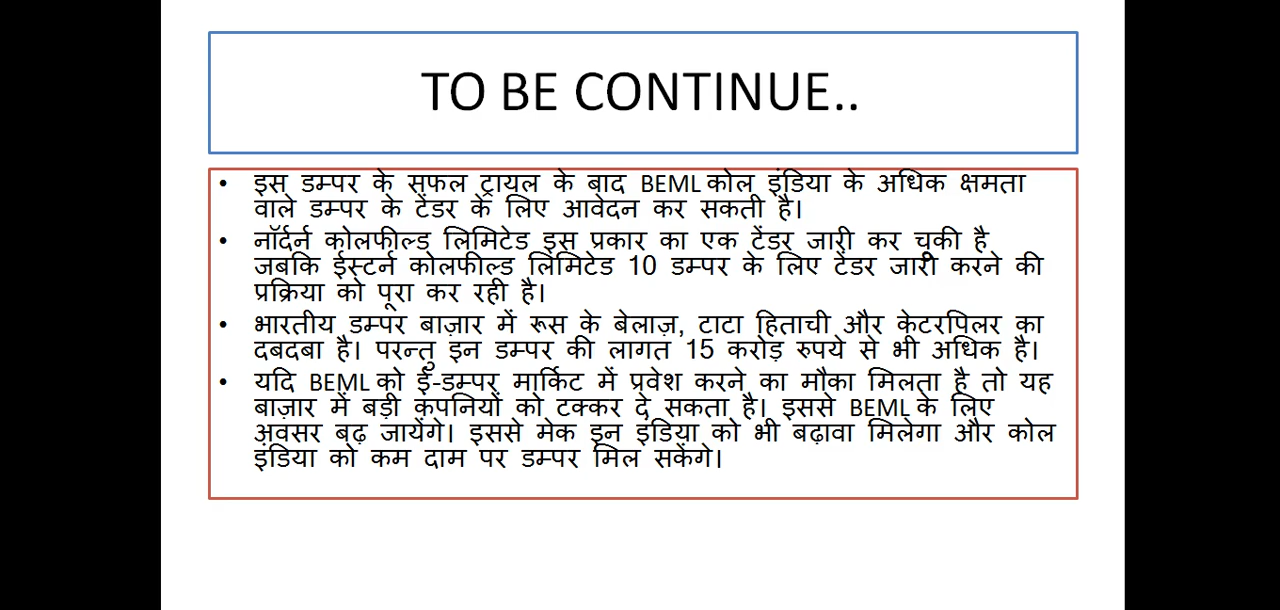 TO BE CONTINUE..
• इस डम्पर के सफल ट्रायल के बाद BEML कोल इंडिया के अधिक क्षमता
वाले डम्पर के टेंडर के लिए आवेदन कर सकती है।
• नॉर्दर्न कोलफील्ड लिमिटेड इस प्रकार का एक टेंडर जारी कर चूकी है
जबकि ईस्टर्न कोलफील्ड लिमिटेड 10 डम्पर के लिए टेंडर जारी करने की
प्रक्रिया को पूरा कर रही है।
• भारतीय डम्पर बाज़ार में रूस के बेलाज़, टाटा हिताची और केटरपिलर का
दबदबा है। परन्तु इन डम्पर की लागत 15 करोड़ रुपये से भी अधिक है।
• यदि BEML को ई-डम्पर मार्किट में प्रवेश करने का मौका मिलता है तो यह
बाज़ार में बड़ी कंपनियों को टक्कर दे सकता है। इससे BEML के लिए
अवसर बढ़ जायेंगे। इससे मेक इन इंडिया को भी बढ़ावा मिलेगा और कोल
इंडिया को कम दाम पर डम्पर मिल सकेंगे।